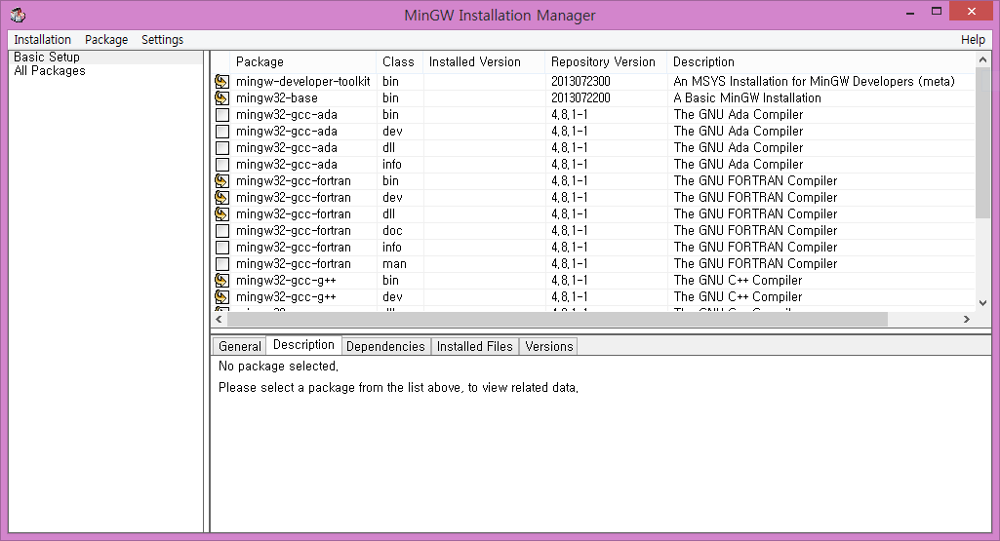 MinGW Installation Manager
Installation Package Settings Help
Basic Setup
All Packages
Package Class Installed Version Repository Version Description
mingw-developer-toolkit bin 2013072300 An MSYS Installation for MinGW Developers (meta)
mingw32-base bin 2013072200 A Basic MinGW Installation
mingw32-gcc-ada bin 4.8.1-1 The GNU Ada Compiler
mingw32-gcc-ada dev 4.8.1-1 The GNU Ada Compiler
mingw32-gcc-ada dll 4.8.1-1 The GNU Ada Compiler
mingw32-gcc-ada info 4.8.1-1 The GNU Ada Compiler
mingw32-gcc-fortran bin 4.8.1-1 The GNU FORTRAN Compiler
mingw32-gcc-fortran dev 4.8.1-1 The GNU FORTRAN Compiler
mingw32-gcc-fortran dll 4.8.1-1 The GNU FORTRAN Compiler
mingw32-gcc-fortran doc 4.8.1-1 The GNU FORTRAN Compiler
mingw32-gcc-fortran info 4.8.1-1 The GNU FORTRAN Compiler
mingw32-gcc-fortran man 4.8.1-1 The GNU FORTRAN Compiler
mingw32-gcc-g++ bin 4.8.1-1 The GNU C++ Compiler
mingw32-gcc-g++ dev 4.8.1-1 The GNU C++ Compiler
General Description Dependencies Installed Files Versions
No package selected.
Please select a package from the list above, to view related data.